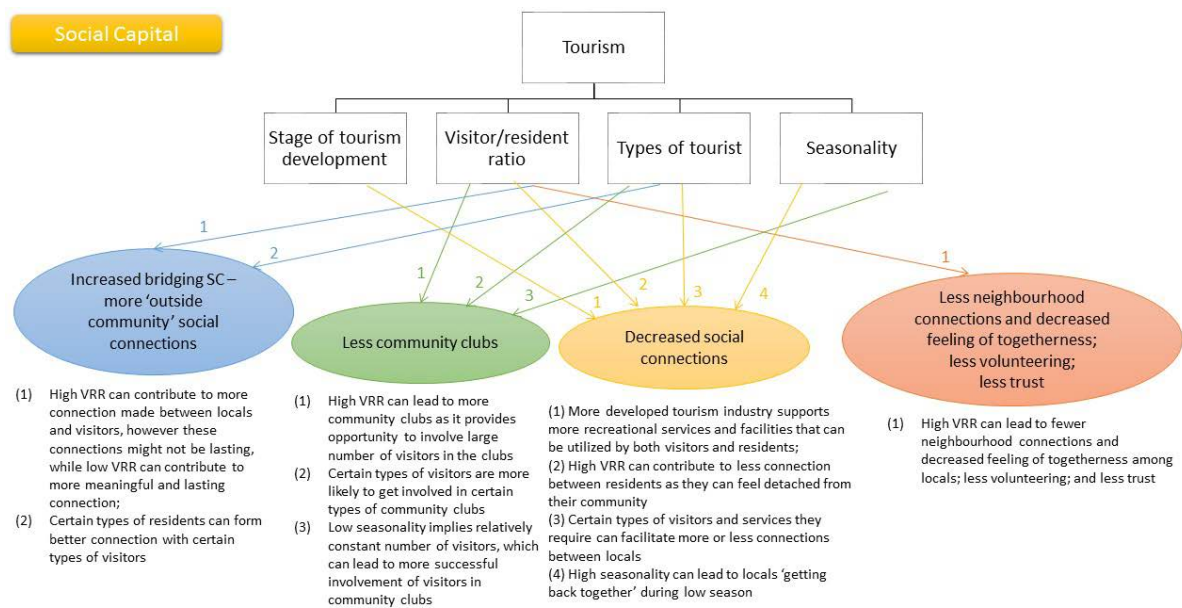 Social Capital
Tourism
Stage of tourism
development
Visitor/resident
ratio
Types of tourist
Seasonality
1
2
1
2
3
1
2
3
4
1
Increased bridging SC –
more ‘outside
community’ social
connections
Less community clubs
Decreased social
connections
Less neighbourhood
connections and decreased
feeling of togetherness;
less volunteering;
less trust
(1) High VRR can contribute to more
connection made between locals
and visitors, however these
connections might not be lasting,
while low VRR can contribute to
more meaningful and lasting
connection;
(2) Certain types of residents can form
better connection with certain
types of visitors
(1) High VRR can lead to more
community clubs as it provides
opportunity to involve large
number of visitors in the clubs
(2) Certain types of visitors are more
likely to get involved in certain
types of community clubs
(3) Low seasonality implies relatively
constant number of visitors, which
can lead to more successful
involvement of visitors in
community clubs
(1) More developed tourism industry supports
more recreational services and facilities that can
be utilized by both visitors and residents;
(2) High VRR can contribute to less connection
between residents as they can feel detached from
their community
(3) Certain types of visitors and services they
require can facilitate more or less connections
between locals
(4) High seasonality can lead to locals ‘getting
back together’ during low season
(1) High VRR can lead to fewer
neighbourhood connections and
decreased feeling of togetherness among
locals; less volunteering; and less trust